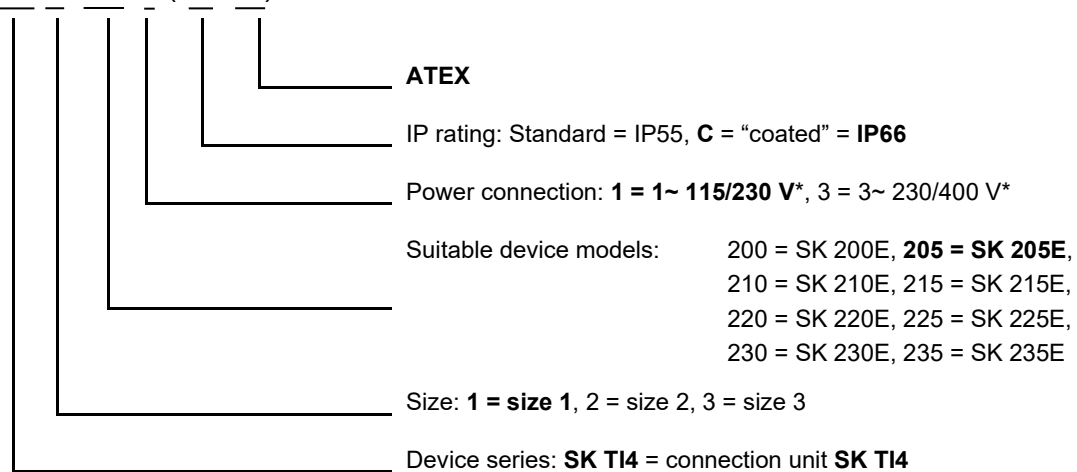 ATEX
IP rating: Standard = IP55, C = “coated” = IP66
Power connection: 1 = 1~ 115/230 V*, 3 = 3~ 230/400 V*
Suitable device models: 200 = SK 200E, 205 = SK 205E,
210 = SK 210E, 215 = SK 215E,
220 = SK 220E, 225 = SK 225E,
230 = SK 230E, 235 = SK 235E
Size: 1 = size 1, 2 = size 2, 3 = size 3
Device series: SK TI4 = connection unit SK TI4